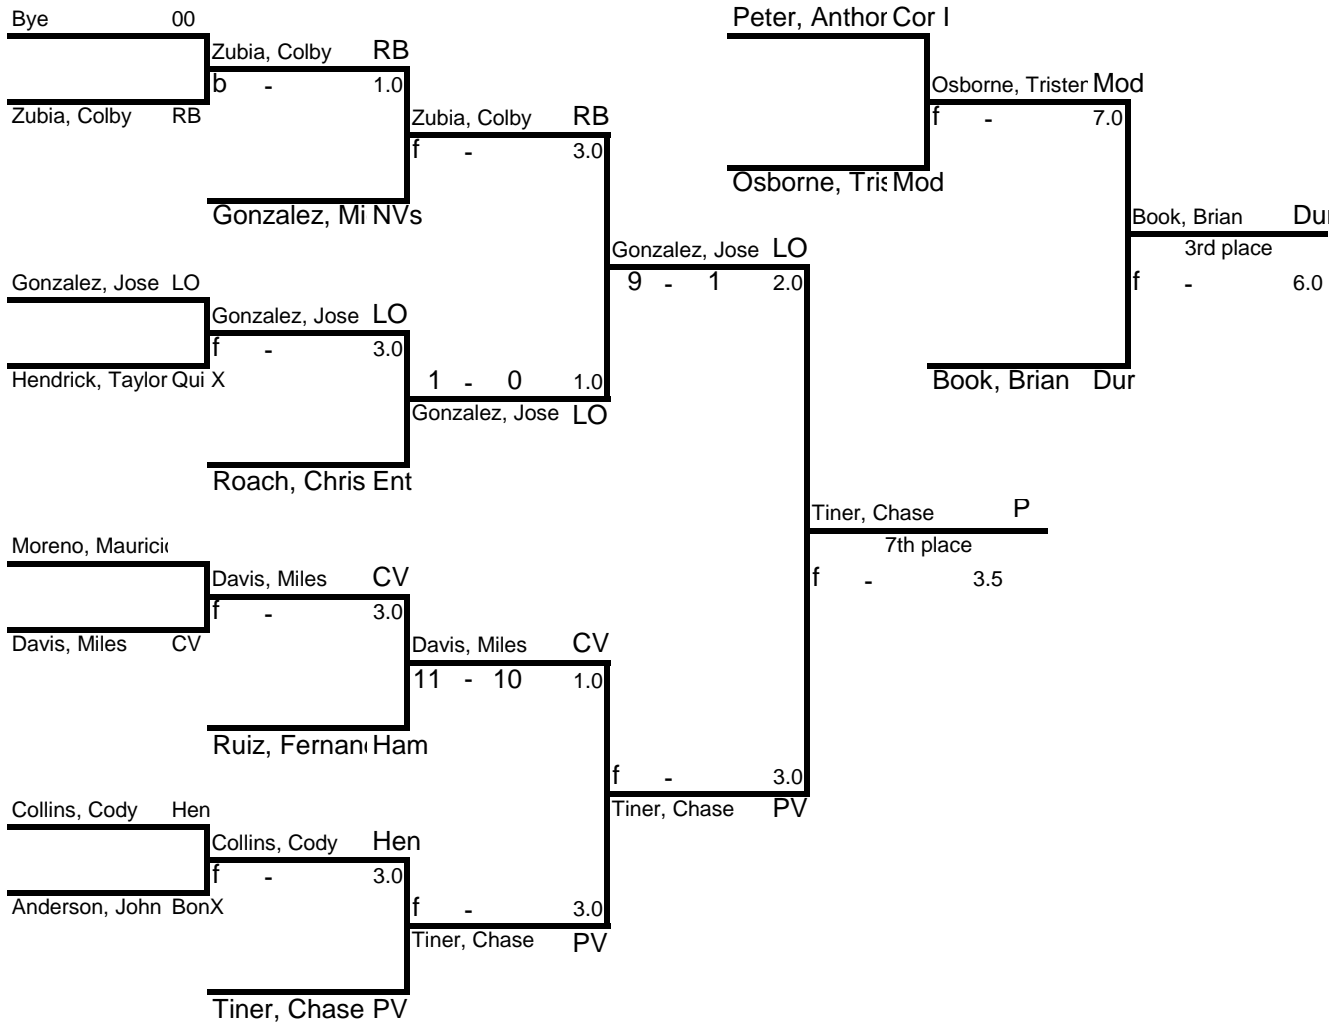 Bye 00
Zubia, Colby RB
b - 1.0
Zubia, Colby RB
Zubia, Colby RB
f - 3.0
Gonzalez, Mi NVs
Gonzalez, Jose LO
9 - 1 2.0
Gonzalez, Jose LO
Gonzalez, Jose LO
f - 3.0
Hendrick, Taylor Qui X
1 - 0 1.0
Gonzalez, Jose LO
Roach, Chris Ent
Tiner, Chase P
7th place
f - 3.5
Moreno, Maurici
Davis, Miles CV
f - 3.0
Davis, Miles CV
Davis, Miles CV
11 - 10 1.0
Ruiz, Fernan Ham
f - 3.0
Tiner, Chase PV
Collins, Cody Hen
Collins, Cody Hen
f - 3.0
Anderson, John BonX
f - 3.0
Tiner, Chase PV
Tiner, Chase PV
Peter, Anthor Cor I
Osborne, Trister Mod
f - 7.0
Osborne, Tris Mod
Book, Brian Dur
3rd place
f - 6.0
Book, Brian Dur